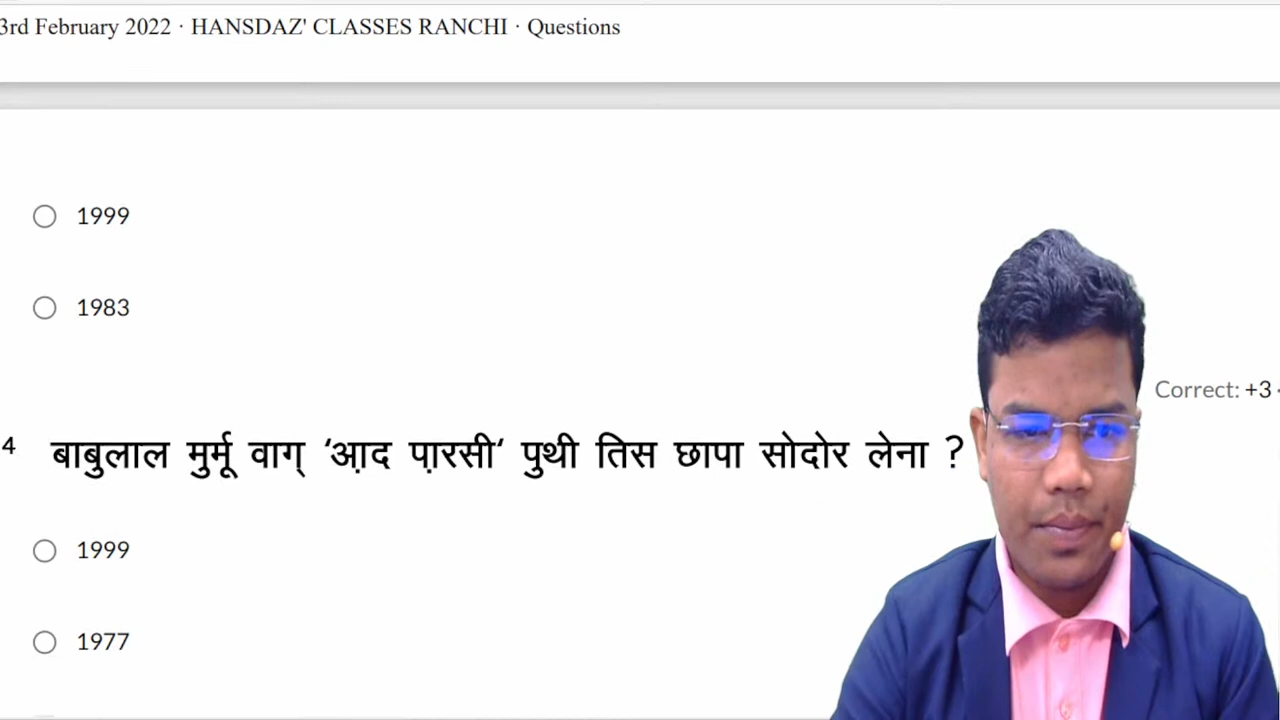 3rd February 2022 · HANSDAZ' CLASSES RANCHI · Questions
1999
1983
Correct: +3
4 बाबुलाल मुर्मू वाग् ‘आ़द पा़रसी‘ पुथी तिस छापा सोदोर लेना ?
1999
1977